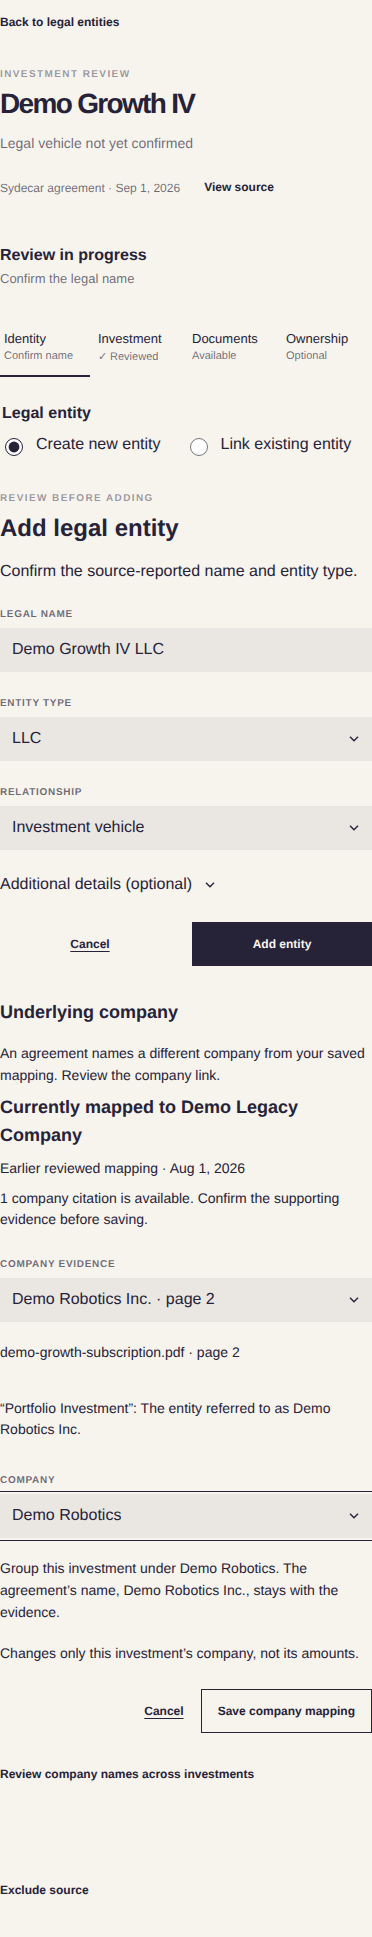 Back to legal entities
INVESTMENT REVIEW
Demo Growth IV
Legal vehicle not yet confirmed
Sydecar agreement · Sep 1, 2026 View source
Review in progress
Confirm the legal name
Identity Investment Documents Ownership
Confirm name ✓ Reviewed Available Optional
Legal entity
Create new entity Link existing entity
REVIEW BEFORE ADDING
Add legal entity
Confirm the source-reported name and entity type.
LEGAL NAME
Demo Growth IV LLC
ENTITY TYPE
LLC
RELATIONSHIP
Investment vehicle
Additional details (optional)
Cancel Add entity
Underlying company
An agreement names a different company from your saved
mapping. Review the company link.
Currently mapped to Demo Legacy
Company
Earlier reviewed mapping · Aug 1, 2026
1 company citation is available. Confirm the supporting
evidence before saving.
COMPANY EVIDENCE
Demo Robotics Inc. · page 2
demo-growth-subscription.pdf · page 2
“Portfolio Investment”: The entity referred to as Demo
Robotics Inc.
COMPANY
Demo Robotics
Group this investment under Demo Robotics. The
agreement’s name, Demo Robotics Inc., stays with the
evidence.
Changes only this investment’s company, not its amounts.
Cancel Save company mapping
Review company names across investments
Exclude source